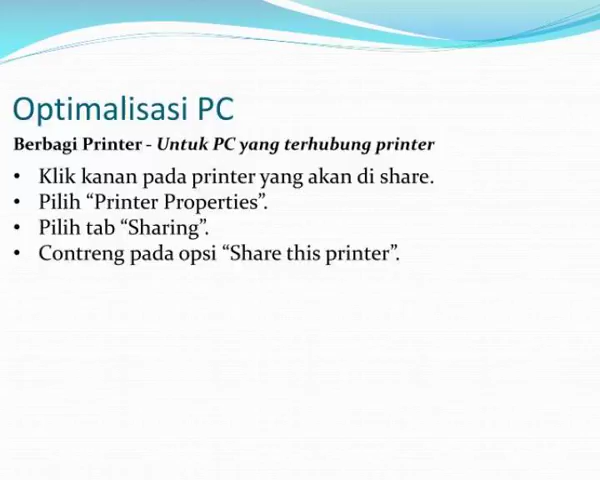 Optimalisasi PC
Berbagi Printer - Untuk PC yang terhubung printer
• Klik kanan pada printer yang akan di share.
• Pilih “Printer Properties”.
• Pilih tab “Sharing”.
• Contreng pada opsi “Share this printer”.